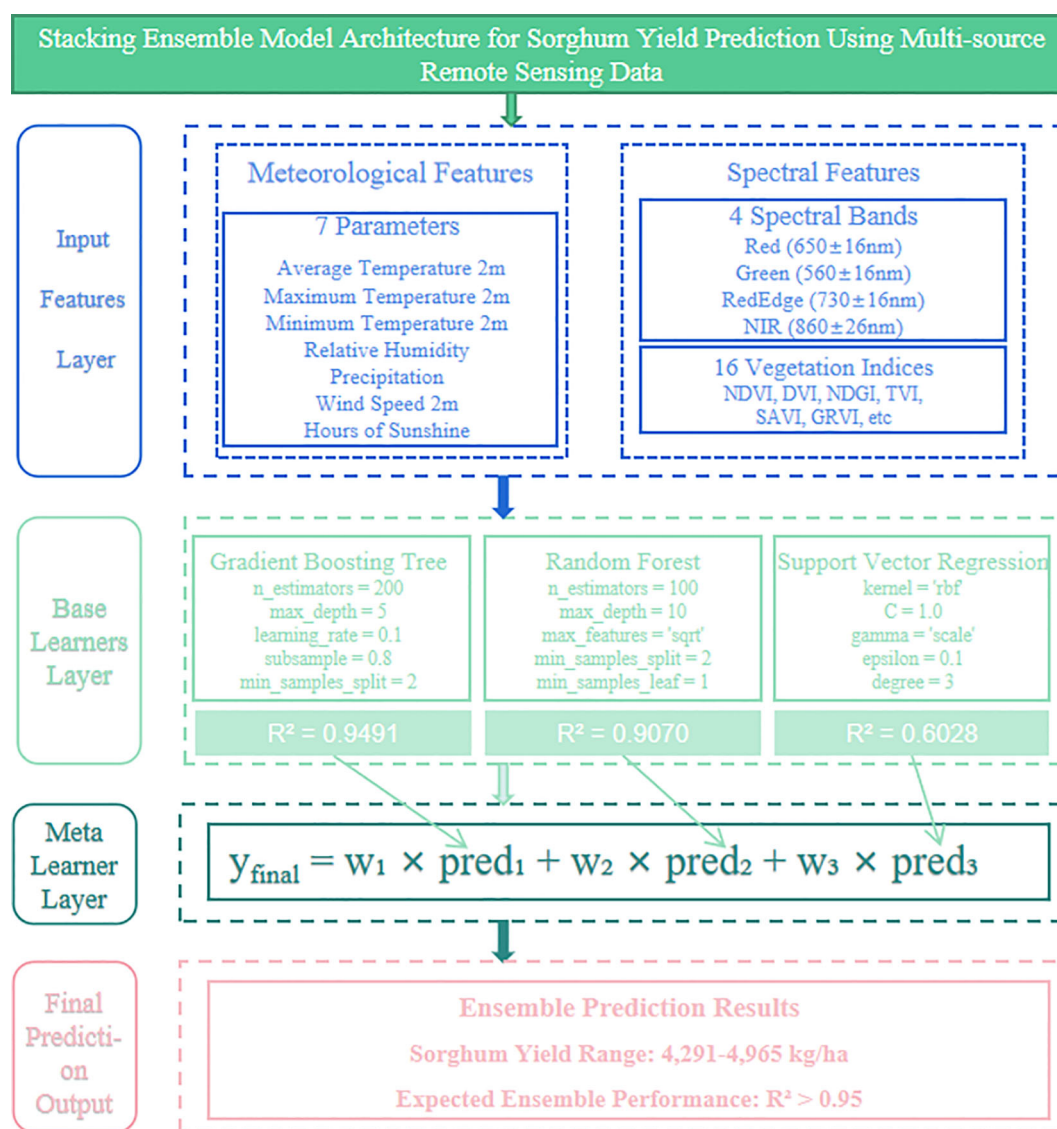 Stacking Ensemble Model Architecture for Sorghum Yield Prediction Using Multi-source
Remote Sensing Data
Input
Features
Layer
Meteorological Features
7 Parameters
Average Temperature 2m
Maximum Temperature 2m
Minimum Temperature 2m
Relative Humidity
Precipitation
Wind Speed 2m
Hours of Sunshine
Spectral Features
4 Spectral Bands
Red (650±16nm)
Green (560±16nm)
RedEdge (730±16nm)
NIR (860±26nm)
16 Vegetation Indices
NDVI, DVI, NDGI, TVI,
SAVI, GRVI, etc
Base
Learners
Layer
Gradient Boosting Tree
n_estimators = 200
max_depth = 5
learning_rate = 0.1
subsample = 0.8
min_samples_split = 2
R² = 0.9491
Random Forest
n_estimators = 100
max_depth = 10
max_features = 'sqrt'
min_samples_split = 2
min_samples_leaf = 1
R² = 0.9070
Support Vector Regression
kernel = 'rbf'
C = 1.0
gamma = 'scale'
epsilon = 0.1
degree = 3
R² = 0.6028
Meta
Learner
Layer
y_final = w₁ × pred₁ + w₂ × pred₂ + w₃ × pred₃
Final
Predicti-
on
Output
Ensemble Prediction Results
Sorghum Yield Range: 4,291-4,965 kg/ha
Expected Ensemble Performance: R² > 0.95